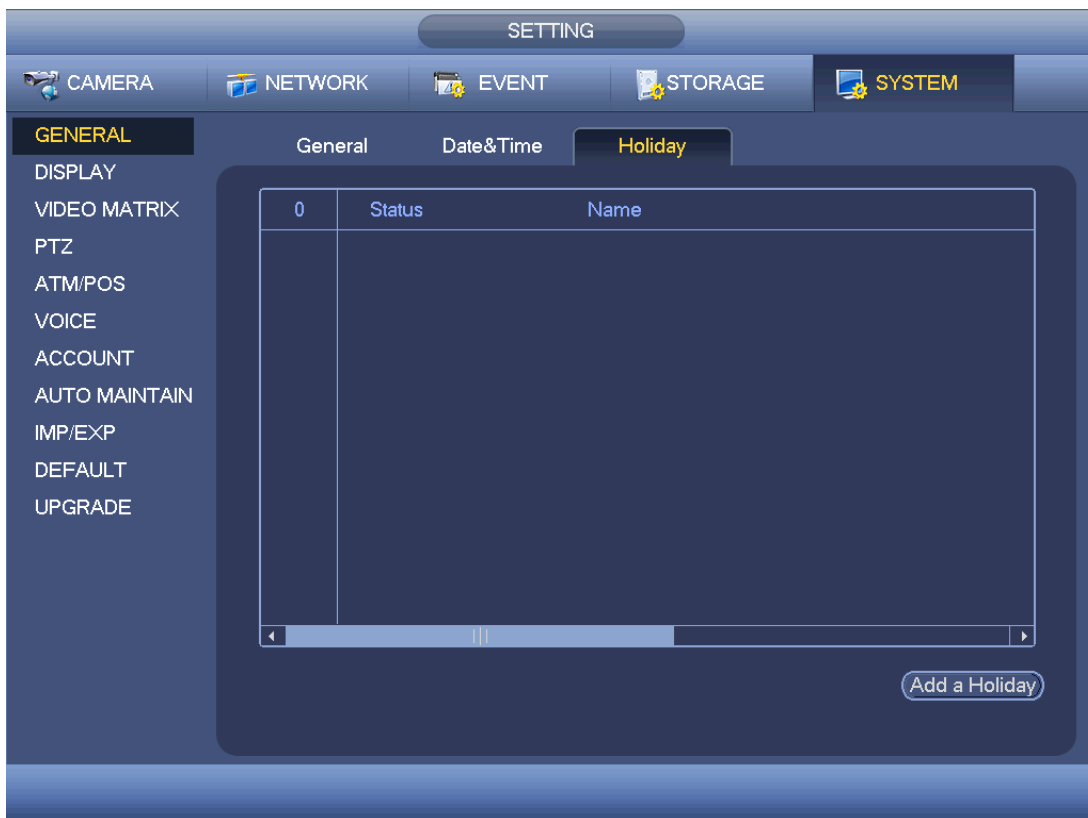 SETTING
CAMERA NETWORK EVENT STORAGE SYSTEM
GENERAL
DISPLAY
VIDEO MATRIX
PTZ
ATM/POS
VOICE
ACCOUNT
AUTO MAINTAIN
IMP/EXP
DEFAULT
UPGRADE
General Date&Time Holiday
0 Status Name
Add a Holiday